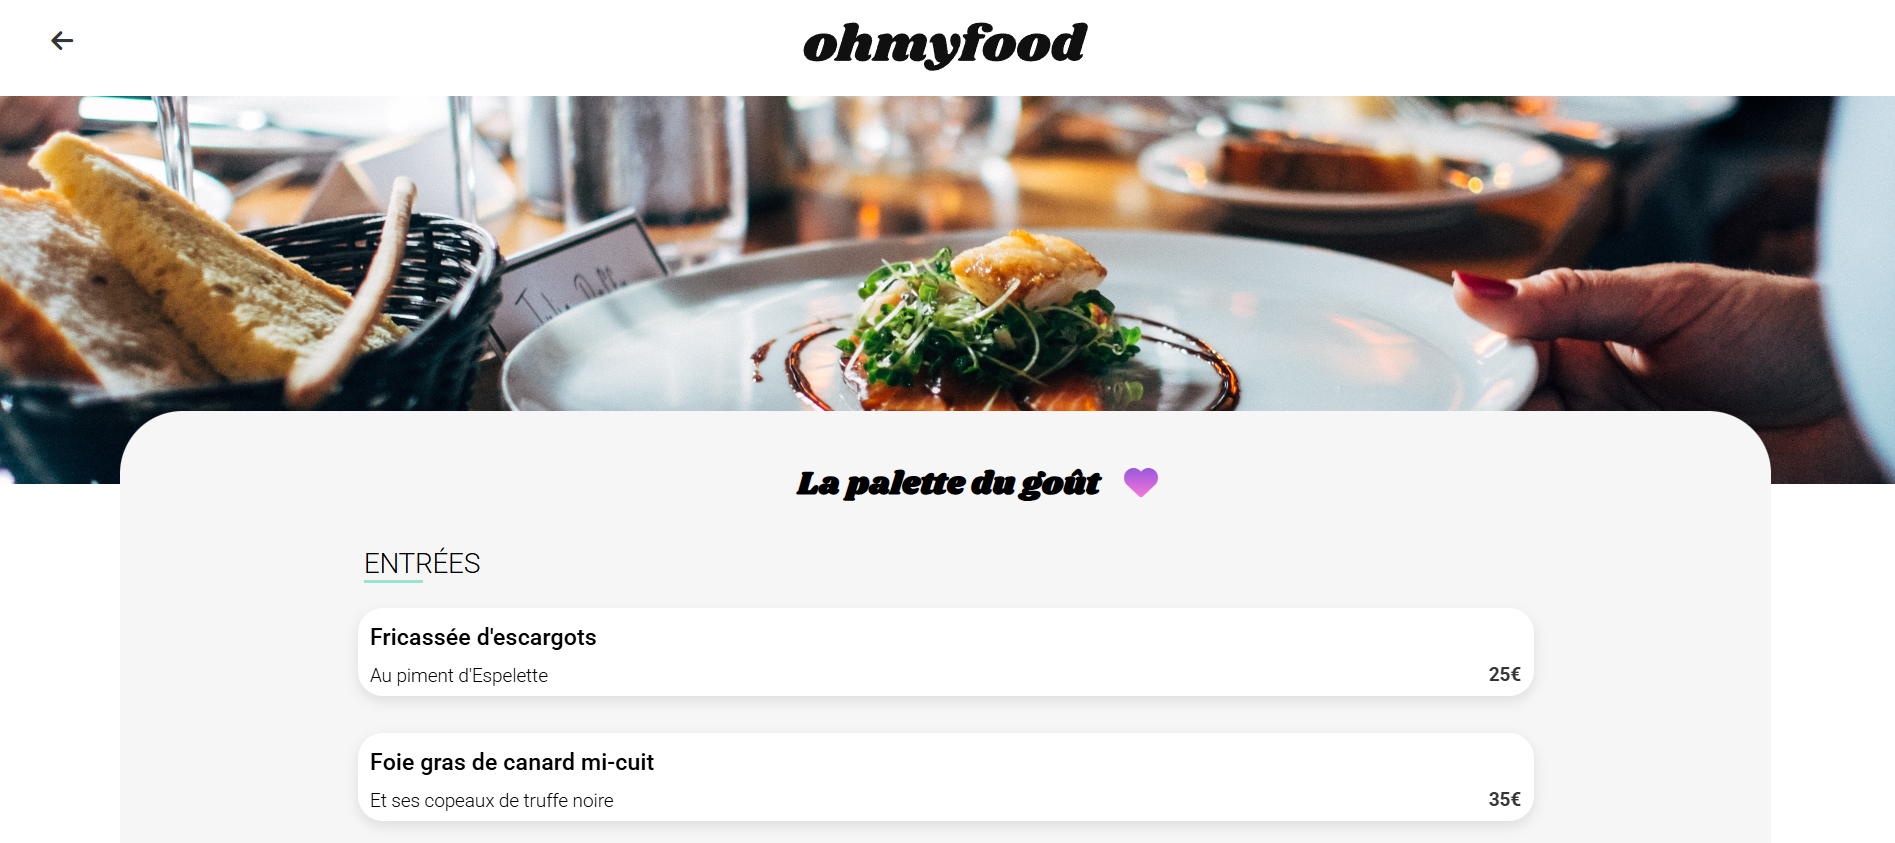 ohmyfood
La palette du goût
ENTRÉES
Fricassée d'escargots
Au piment d'Espelette
25€
Foie gras de canard mi-cuit
Et ses copeaux de truffe noire
35€